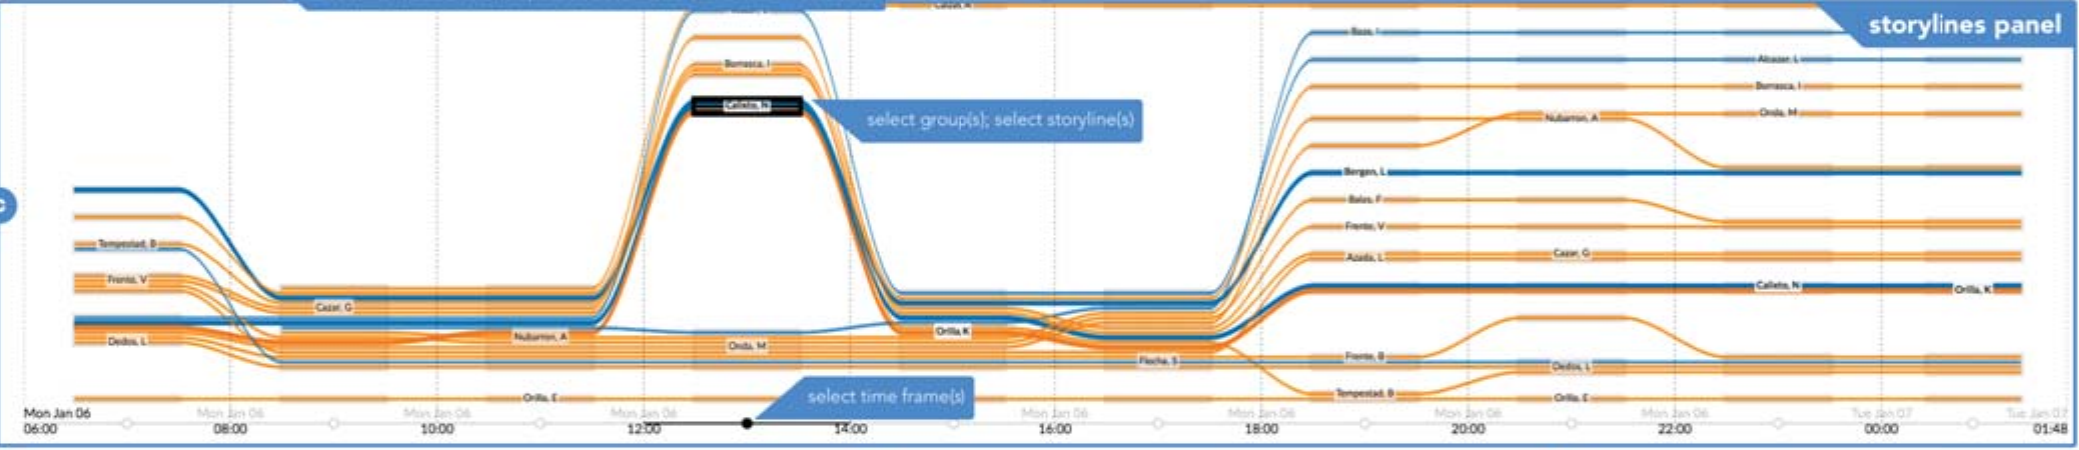 Cazar, A
storylines panel
Bozo, I
Alcazar, L
Borrasca, I
Borrasca, I
Calixto, N
select group(s); select storyline(s)
Onda, M
Nubarron, A
Bergen, L
Balas, F
Frente, V
Azada, L
Cazar, G
Tempestad, B
Frente, V
Cazar, G
Calixto, N
Orilla, K
Nubarron, A
Dedos, L
Onda, M
Orilla, K
Flecha, S
Frente, B
Dedos, L
Tempestad, B
Orilla, E
Orilla, E
select time frame(s)
c
Mon Jan 06 Mon Jan 06 Mon Jan 06 Mon Jan 06 Mon Jan 06 Mon Jan 06 Mon Jan 06 Mon Jan 06 Tue Jan 07 Tue Jan 07
06:00 08:00 10:00 12:00 14:00 16:00 18:00 20:00 22:00 00:00 01:48